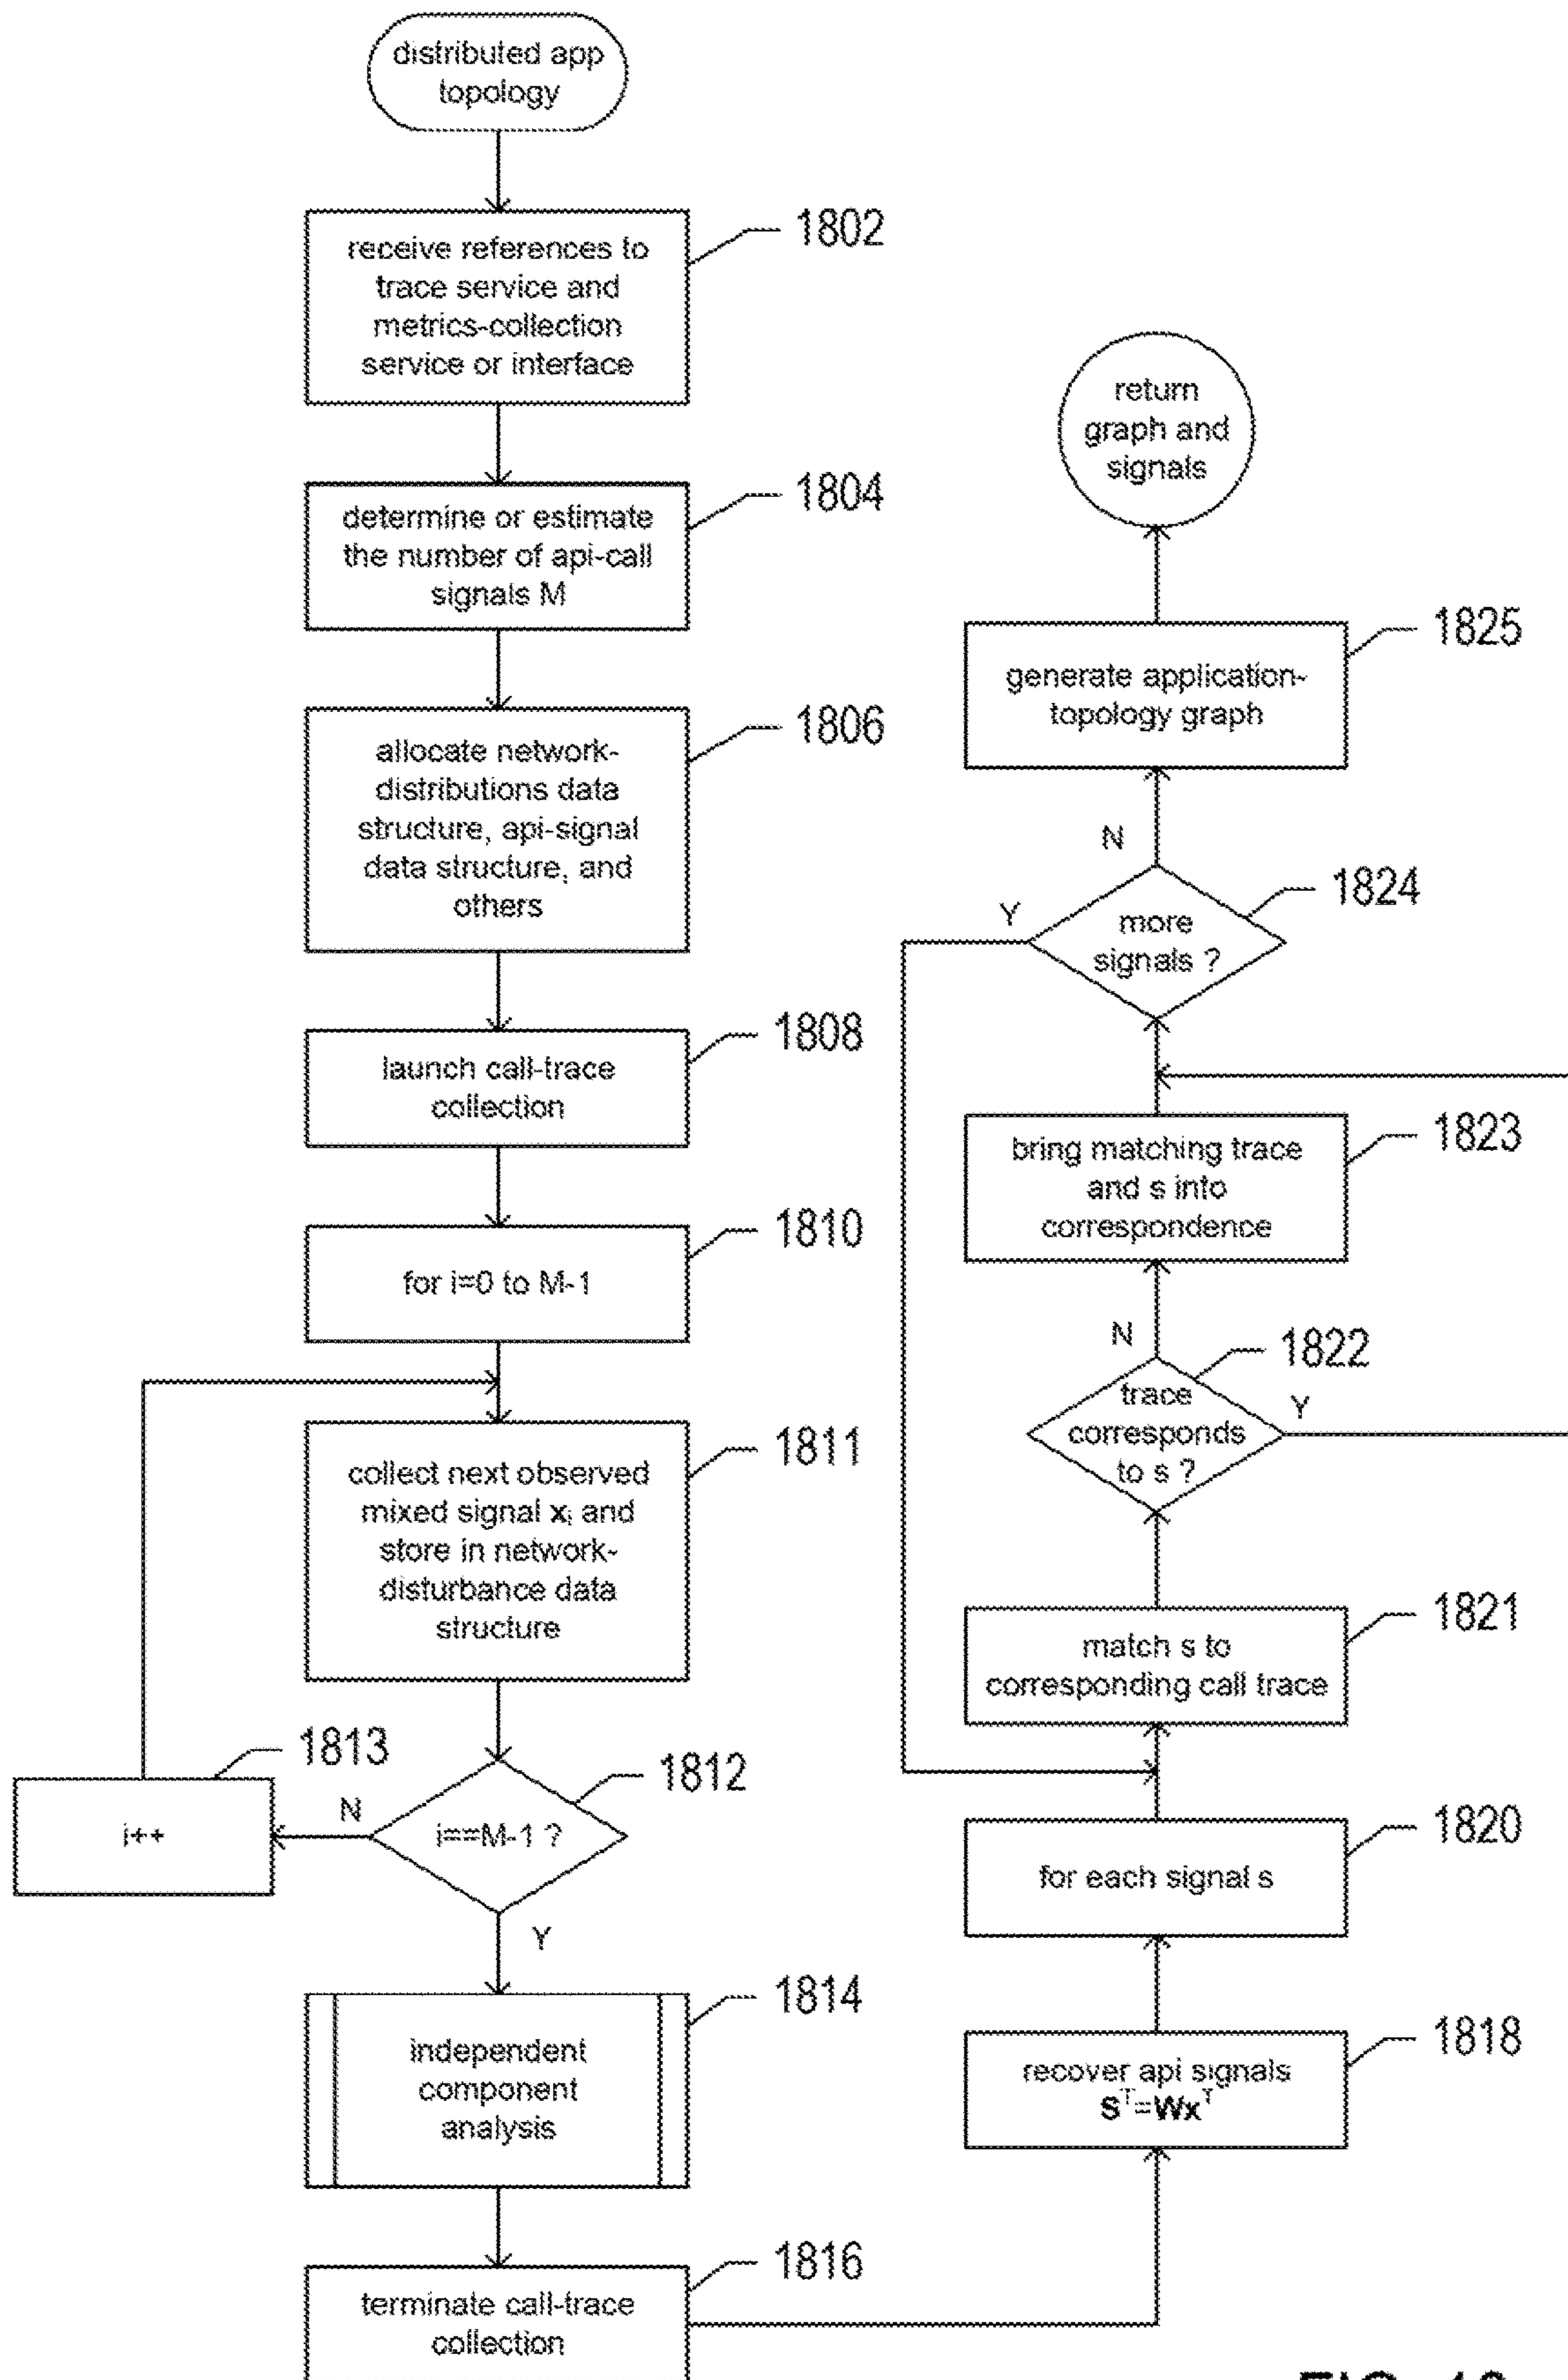 distributed app
topology
receive references to
trace service and
metrics-collection
service or interface
1802
determine or estimate
the number of api-call
signals M
1804
allocate network-
distributions data
structure, api-signal
data structure, and
others
1806
launch call-trace
collection
1808
for i=0 to M-1
1810
collect next observed
mixed signal xᵢ and
store in network-
disturbance data
structure
1811
i==M-1 ?
1812
N
Y
i++
1813
independent
component
analysis
1814
terminate call-trace
collection
1816
recover api signals
Sᵀ=Wxᵀ
1818
for each signal s
1820
match s to
corresponding call trace
1821
trace
corresponds
to s ?
1822
N
Y
bring matching trace
and s into
correspondence
1823
more
signals ?
1824
Y
N
generate application-
topology graph
1825
return
graph and
signals